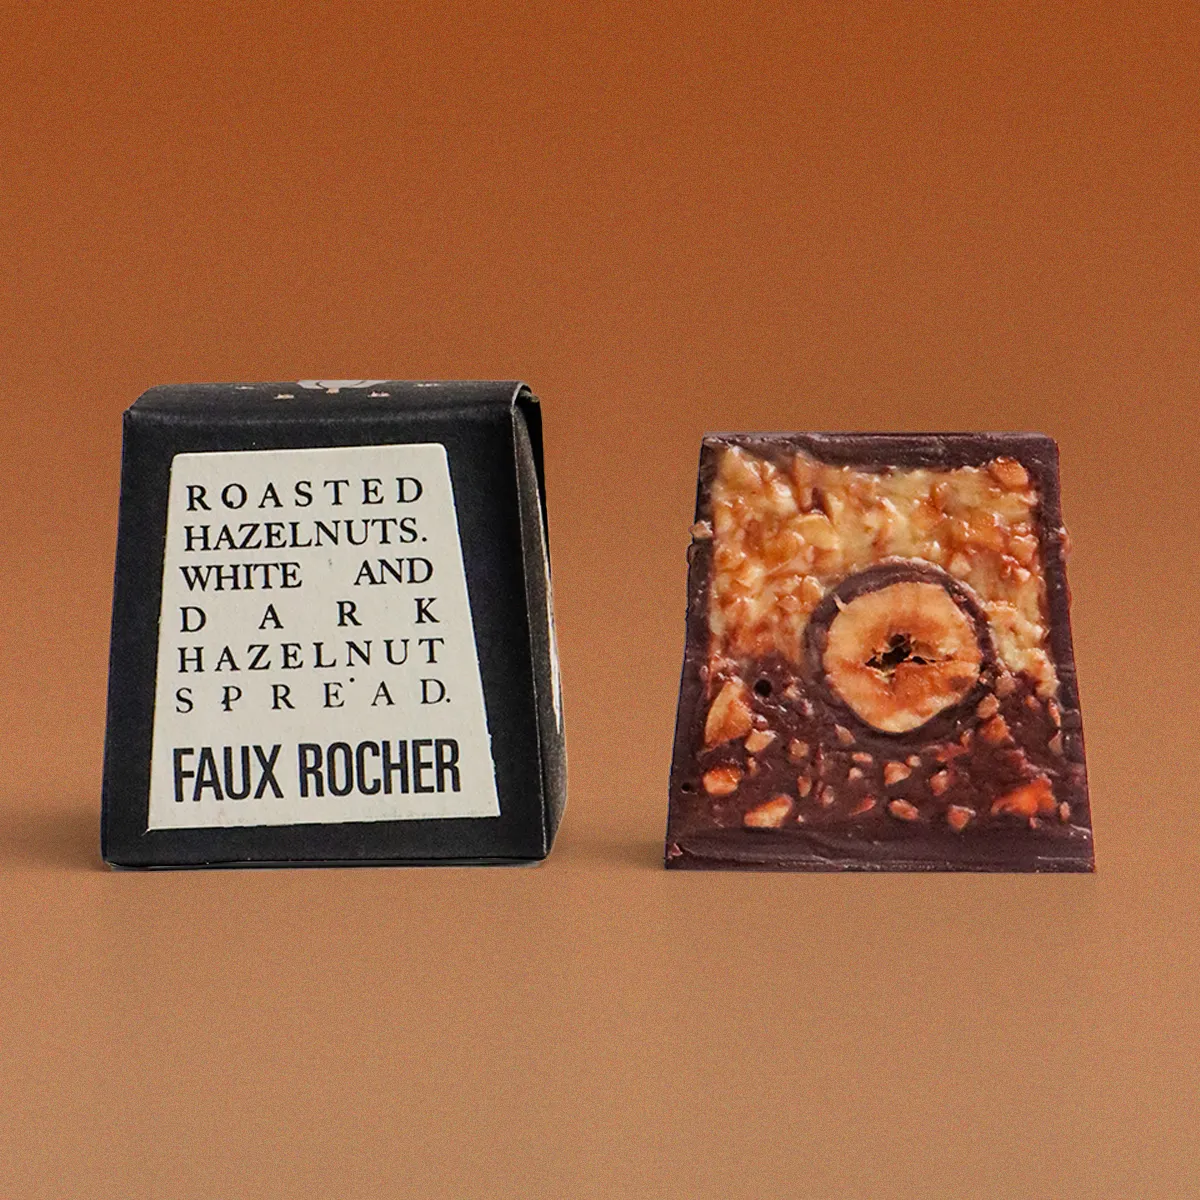 ROASTED
HAZELNUTS.
WHITE AND
DARK
HAZELNUT
SPREAD.
FAUX ROCHER